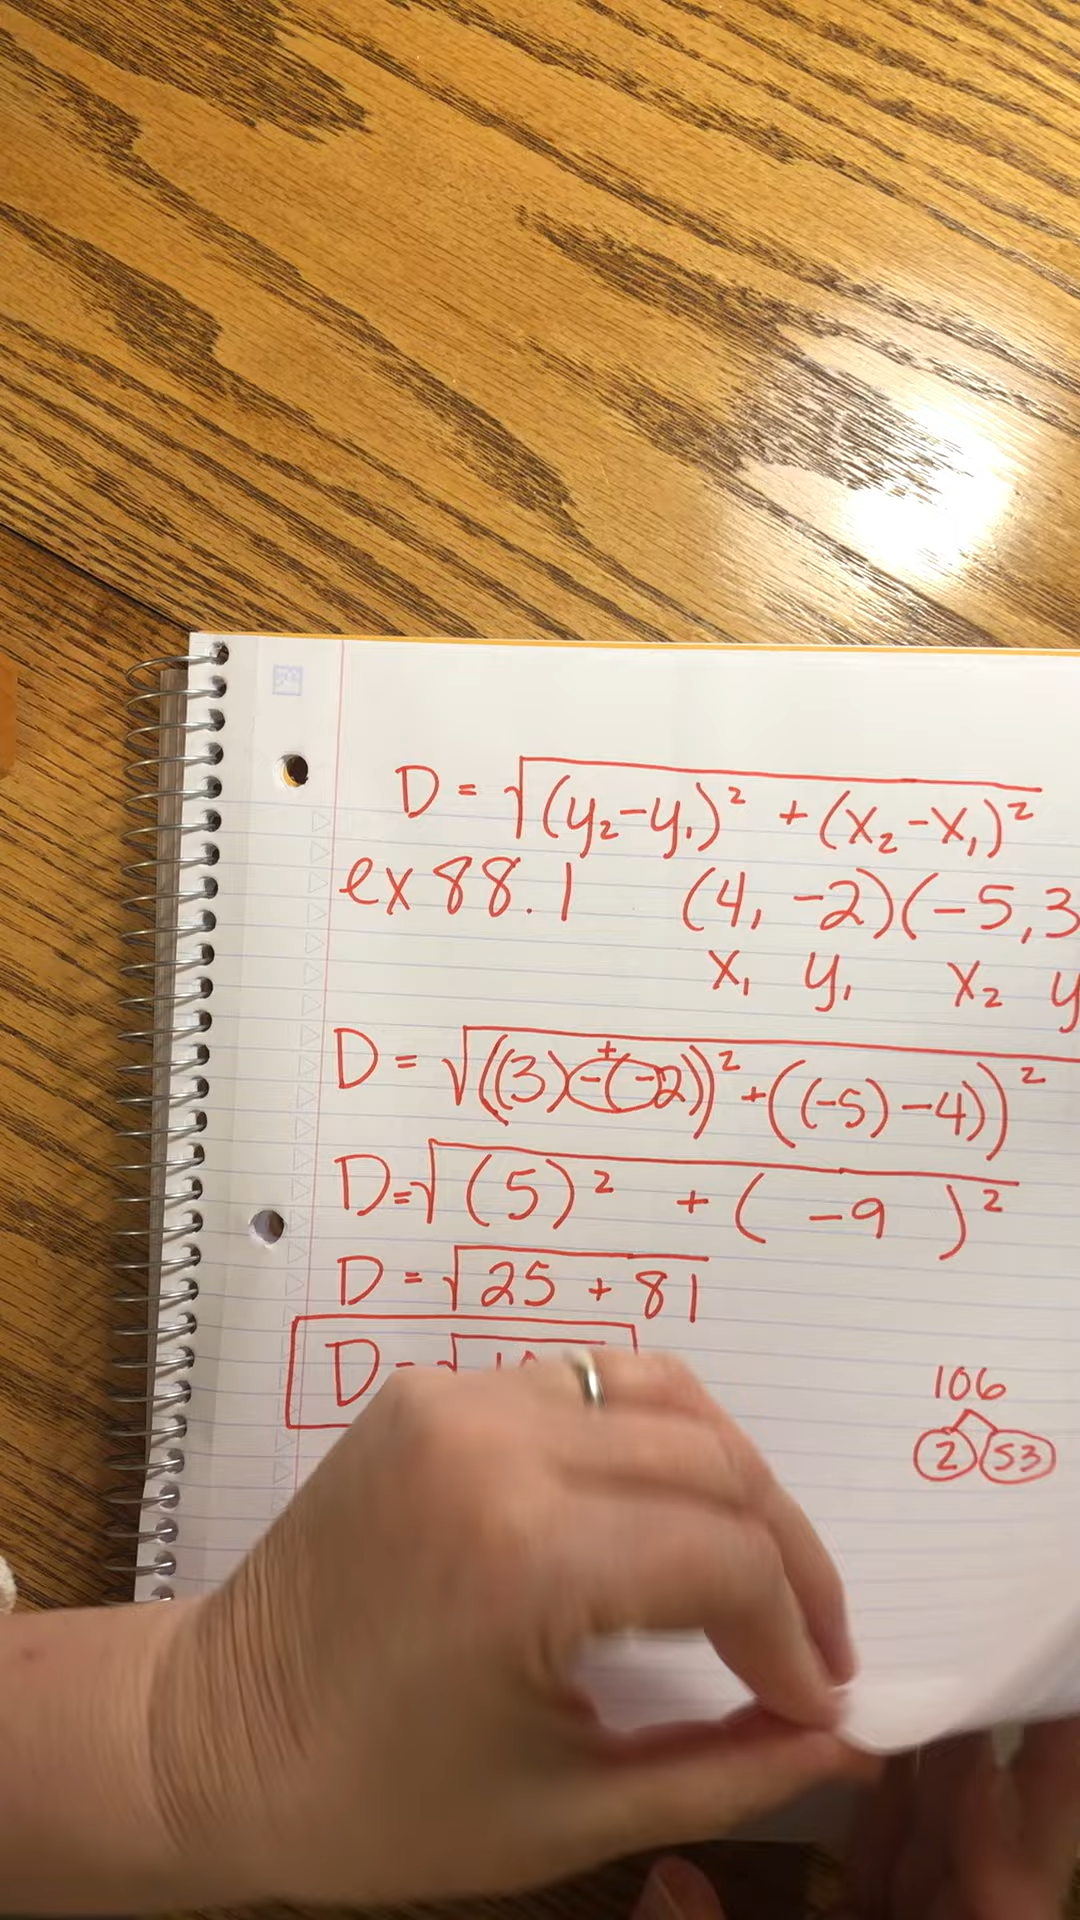 D = √(y₂-y₁)² + (x₂-x₁)²
ex 88.1 (4, -2)(-5,3
x₁ y₁ x₂ y
D = √((3)-+(-2))² + ((-5)-4))²
D=√(5)² + ( -9 )²
D = √25 + 81
D = √
106
2 53